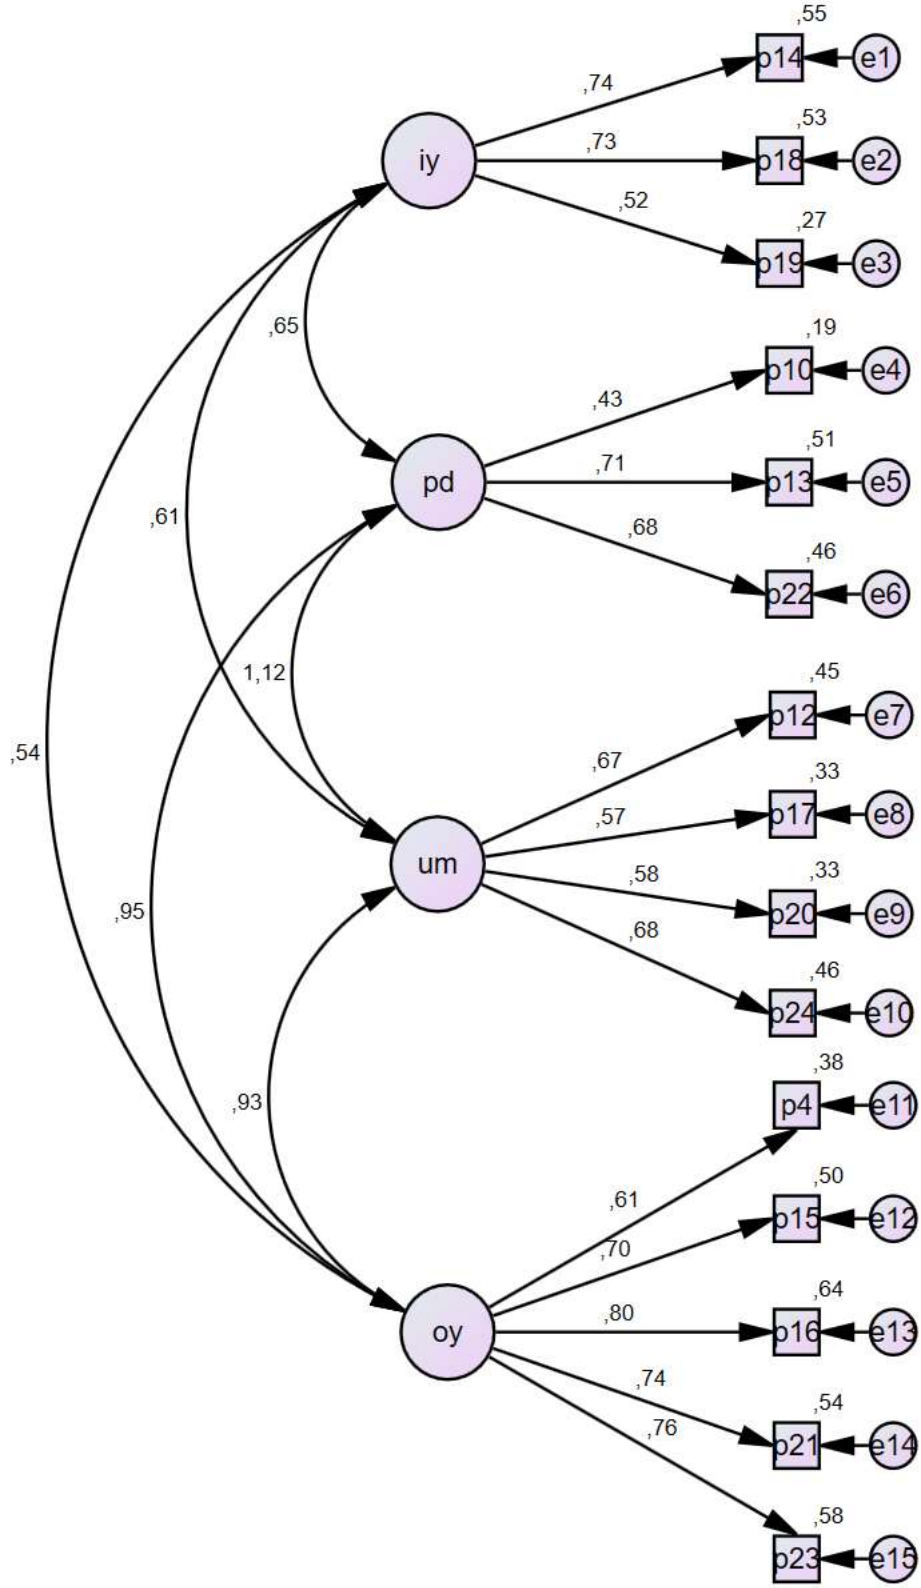 ,55
p14 e1
,74
,53
iy ,73 p18 e2
,52
,27
p19 e3
,65
,19
p10 e4
,43
,51
pd ,71 p13 e5
,68
,46
p22 e6
,61
1,12
,45
p12 e7
,54
,67
,33
,57 p17 e8
um
,58
,33
p20 e9
,95
,68
,46
p24 e10
,93
,38
p4 e11
,61
,50
p15 e12
,70
,64
oy ,80 p16 e13
,74
,54
,76
p21 e14
,58
p23 e15